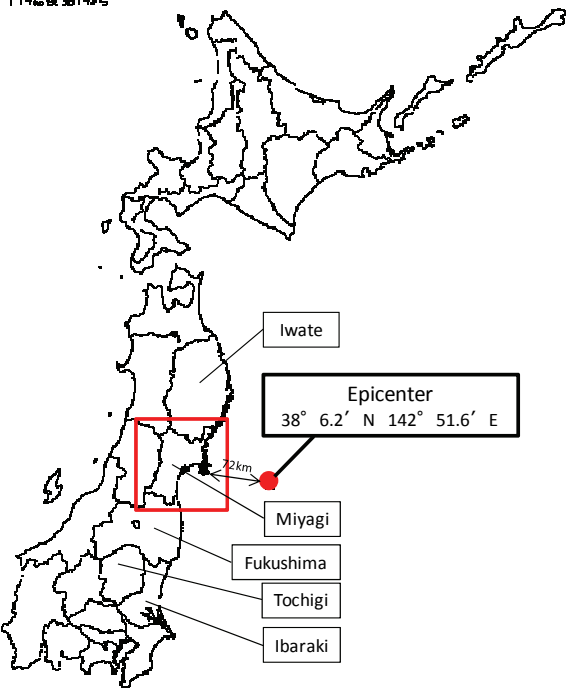 Iwate
Epicenter
38° 6.2′ N 142° 51.6′ E
72km
Miyagi
Fukushima
Tochigi
Ibaraki